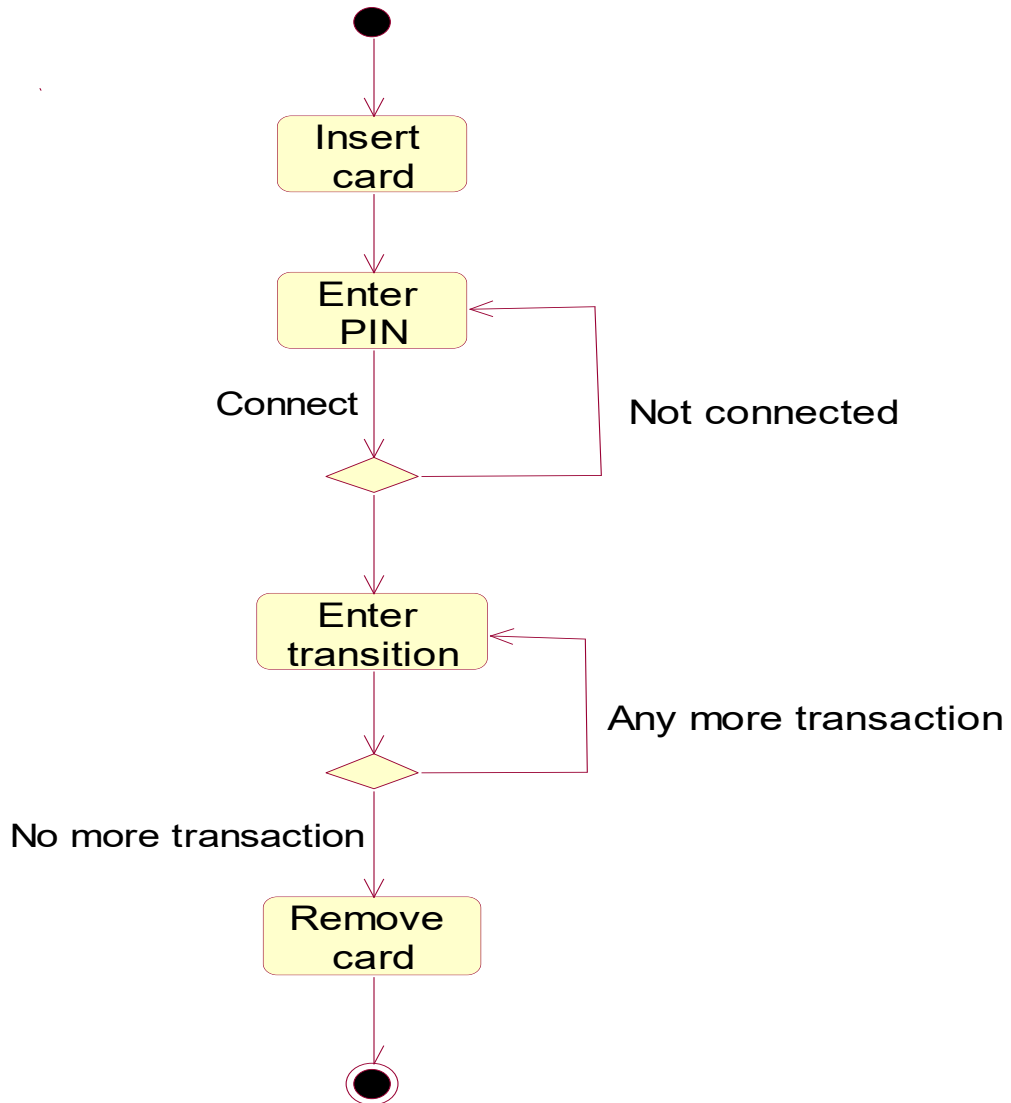 Insert
card
Enter
PIN
Connect
Not connected
Enter
transition
Any more transaction
No more transaction
Remove
card